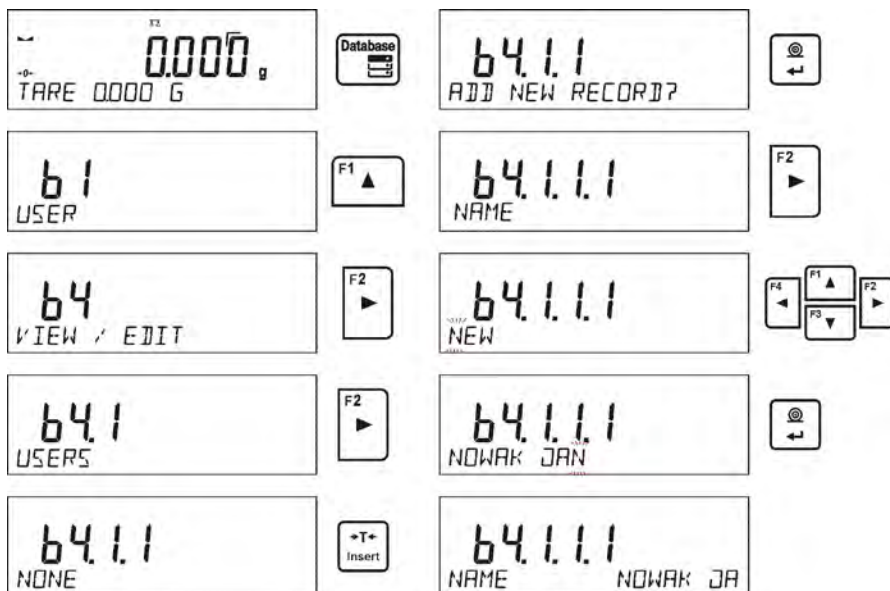 E2
0.000 g
→0←
TARE 0.000 G
Database
b1
USER
F1
b4
VIEW / EDIT
F2
b4.1
USERS
F2
b4.1.1
NONE
→T←
Insert
b4.1.1
ADD NEW RECORD?
b4.1.1.1
NAME
F2
b4.1.1.1
NEW
F4 F1 F2
F3
b4.1.1.1
NOWAK JAN
b4.1.1.1
NAME NOWAK JA